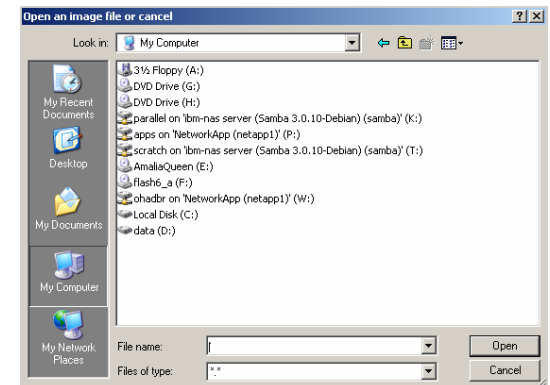 Open an image file or cancel
Look in: My Computer
My Recent
Documents
Desktop
My Documents
My Computer
My Network
Places
3½ Floppy (A:)
DVD Drive (G:)
DVD Drive (H:)
parallel on 'ibm-nas server (Samba 3.0.10-Debian) (samba)' (K:)
apps on 'NetworkApp (netapp1)' (P:)
scratch on 'ibm-nas server (Samba 3.0.10-Debian) (samba)' (T:)
AmaliaQueen (E:)
flash6_a (F:)
ohadbr on 'NetworkApp (netapp1)' (W:)
Local Disk (C:)
data (D:)
File name:
Open
Files of type: *.*
Cancel